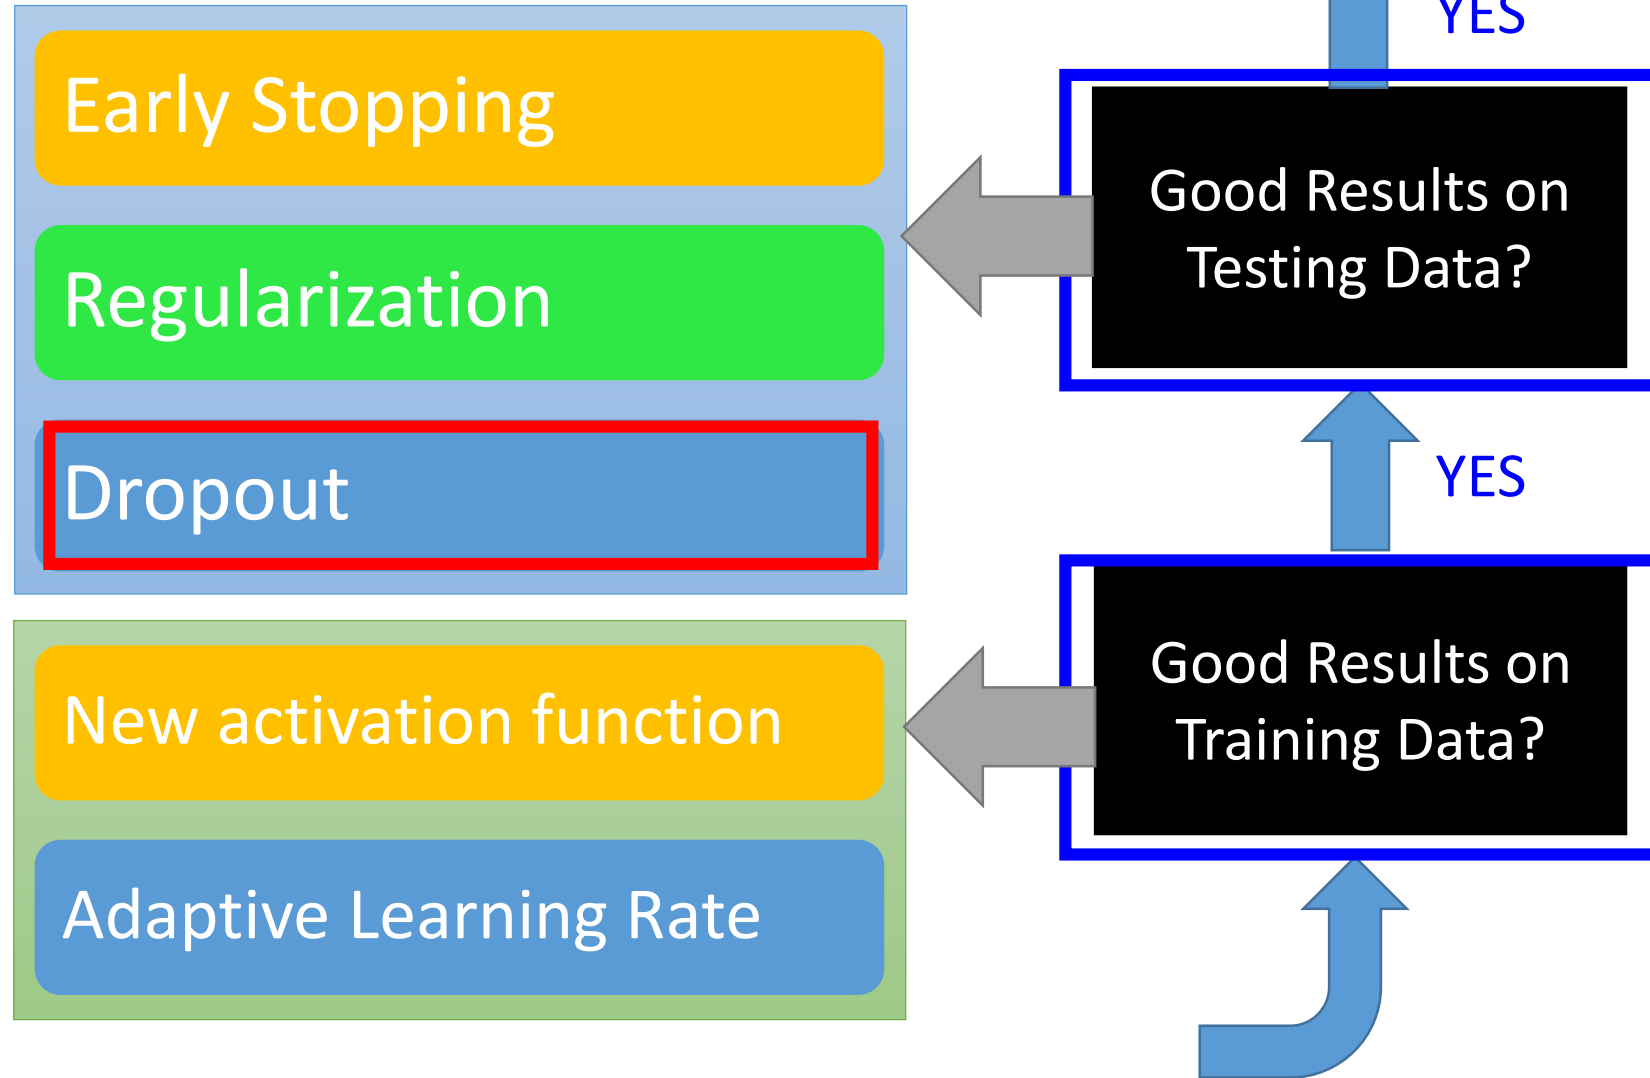 YES
Early Stopping
Good Results on
Testing Data?
Regularization
Dropout
YES
Good Results on
Training Data?
New activation function
Adaptive Learning Rate